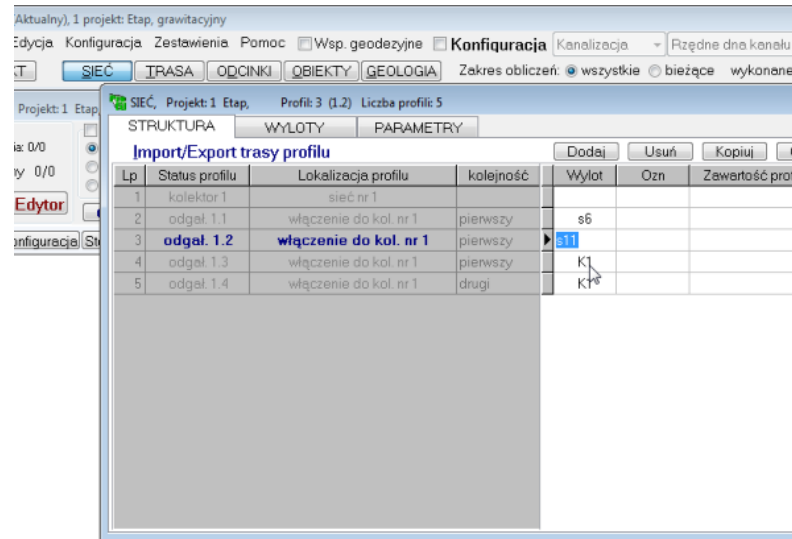 (Aktualny), 1 projekt: Etap, grawitacyjny
Edycja Konfiguracja Zestawienia Pomoc Wsp. geodezyjne Konfiguracja Kanalizacja Rzędne dna kanału
KT SIEĆ TRASA ODCINKI OBIEKTY GEOLOGIA Zakres obliczeń: wszystkie bieżące wykonane
Projekt: 1 Etap
SIEĆ, Projekt: 1 Etap, Profil: 3 (1.2) Liczba profili: 5
STRUKTURA WYLOTY PARAMETRY
ia: 0/0
Import/Export trasy profilu Dodaj Usuń Kopiuj
ny 0/0
Lp Status profilu Lokalizacja profilu kolejność Wylot Ozn Zawartość prof
1 kolektor 1 sieć nr 1
Edytor
2 odgał. 1.1 włączenie do kol. nr 1 pierwszy s6
onfiguracja St
3 odgał. 1.2 włączenie do kol. nr 1 pierwszy s11
4 odgał. 1.3 włączenie do kol. nr 1 pierwszy K1
5 odgał. 1.4 włączenie do kol. nr 1 drugi K1